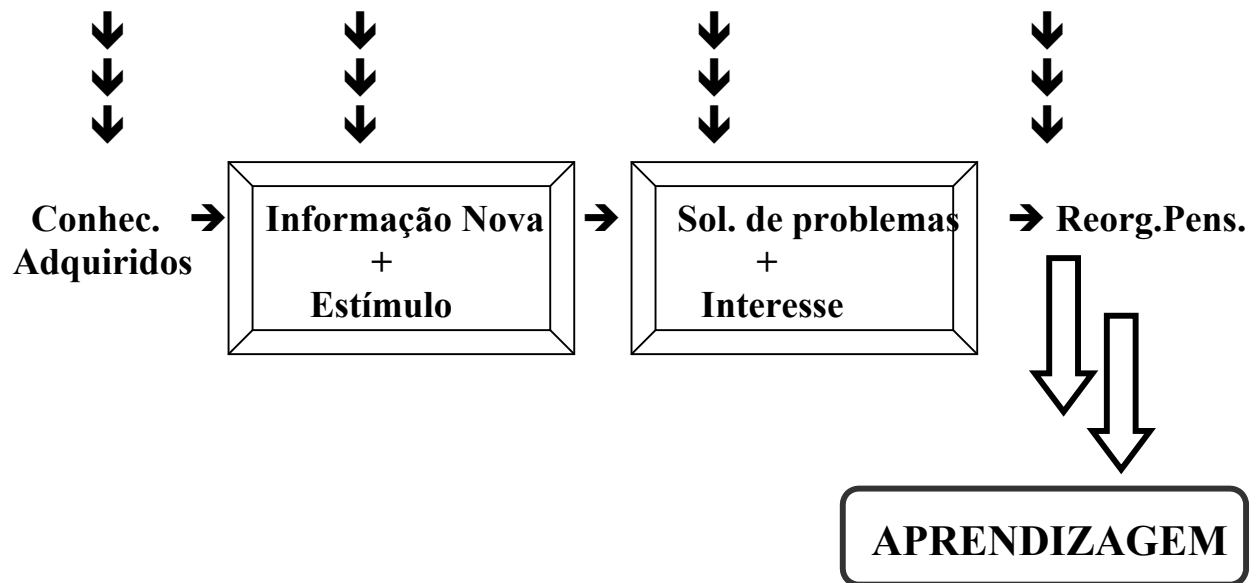 Conhec.
Adquiridos
Informação Nova
+
Estímulo
Sol. de problemas
+
Interesse
Reorg.Pens.
APRENDIZAGEM